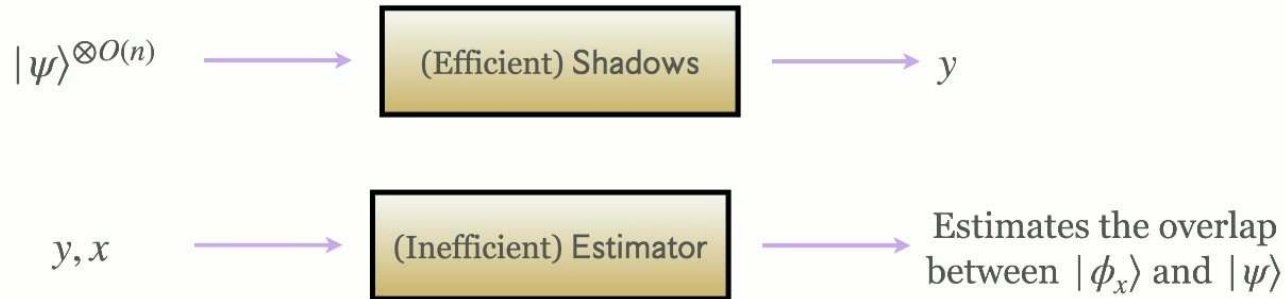 |ψ⟩^{⊗O(n)} (Efficient) Shadows y
y, x (Inefficient) Estimator Estimates the overlap
between |ϕ_x⟩ and |ψ⟩